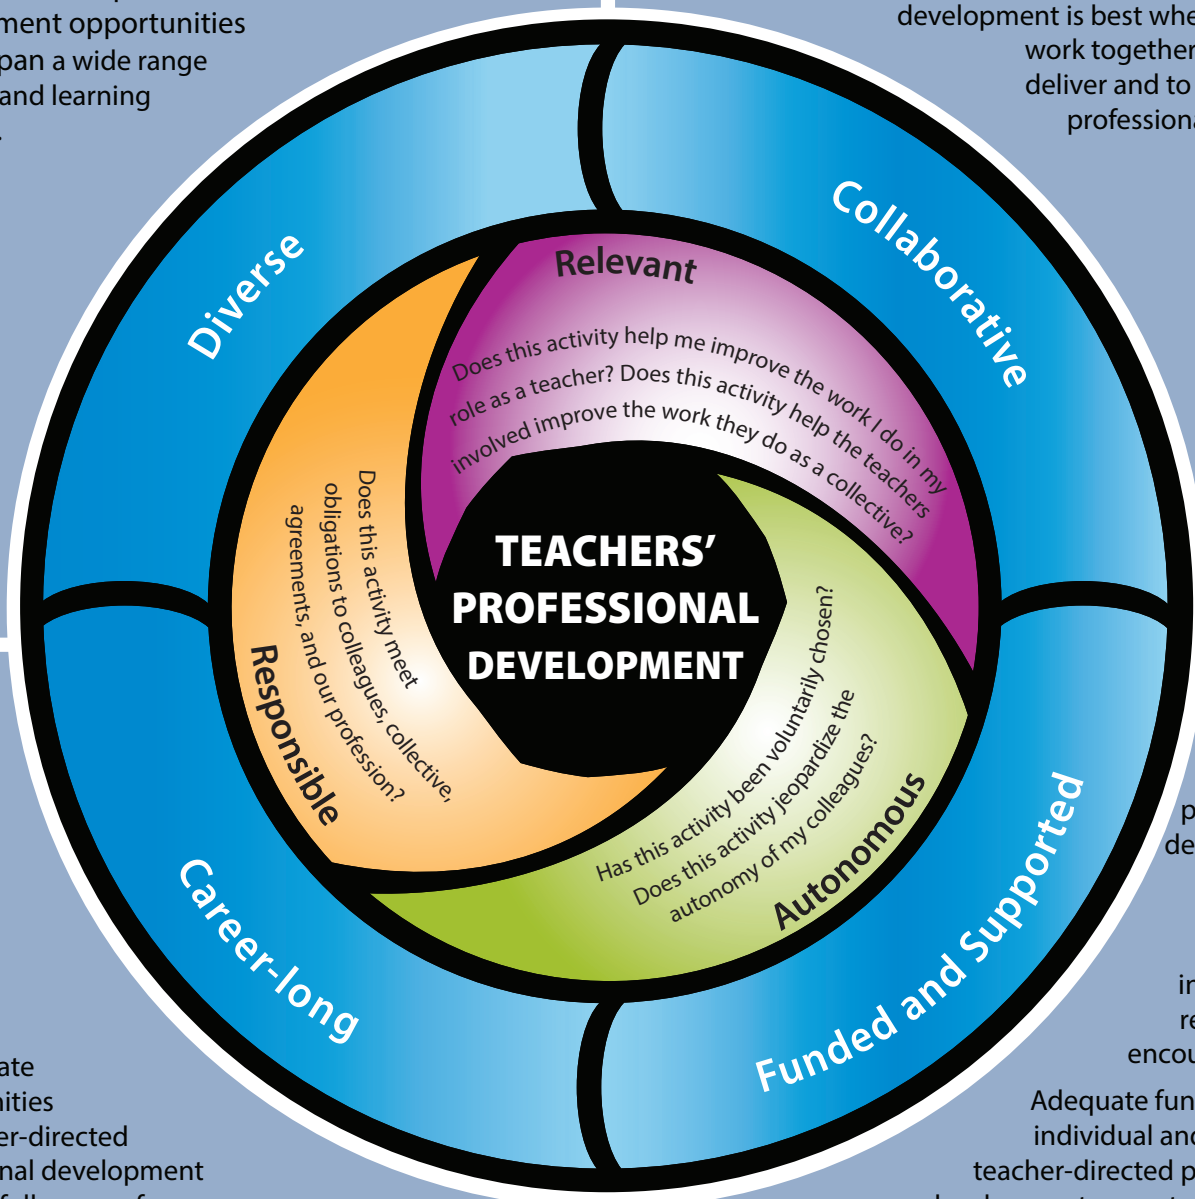 ment opportunities
pan a wide range
and learning
development is best whe
work together
deliver and to
professiona
Diverse
Collaborative
Relevant
Does this activity help me improve the work I do in my
role as a teacher? Does this activity help the teachers
involved improve the work they do as a collective?
TEACHERS’
PROFESSIONAL
DEVELOPMENT
Responsible
Does this activity meet
obligations to colleagues, collective,
agreements, and our profession?
Has this activity been voluntarily chosen?
Does this activity jeopardize the
autonomy of my colleagues?
Autonomous
Career-long
Funded and Supported
p
de
in
re
encou
ate
nities
er-directed
nal development
Adequate fun
individual and
teacher-directed p